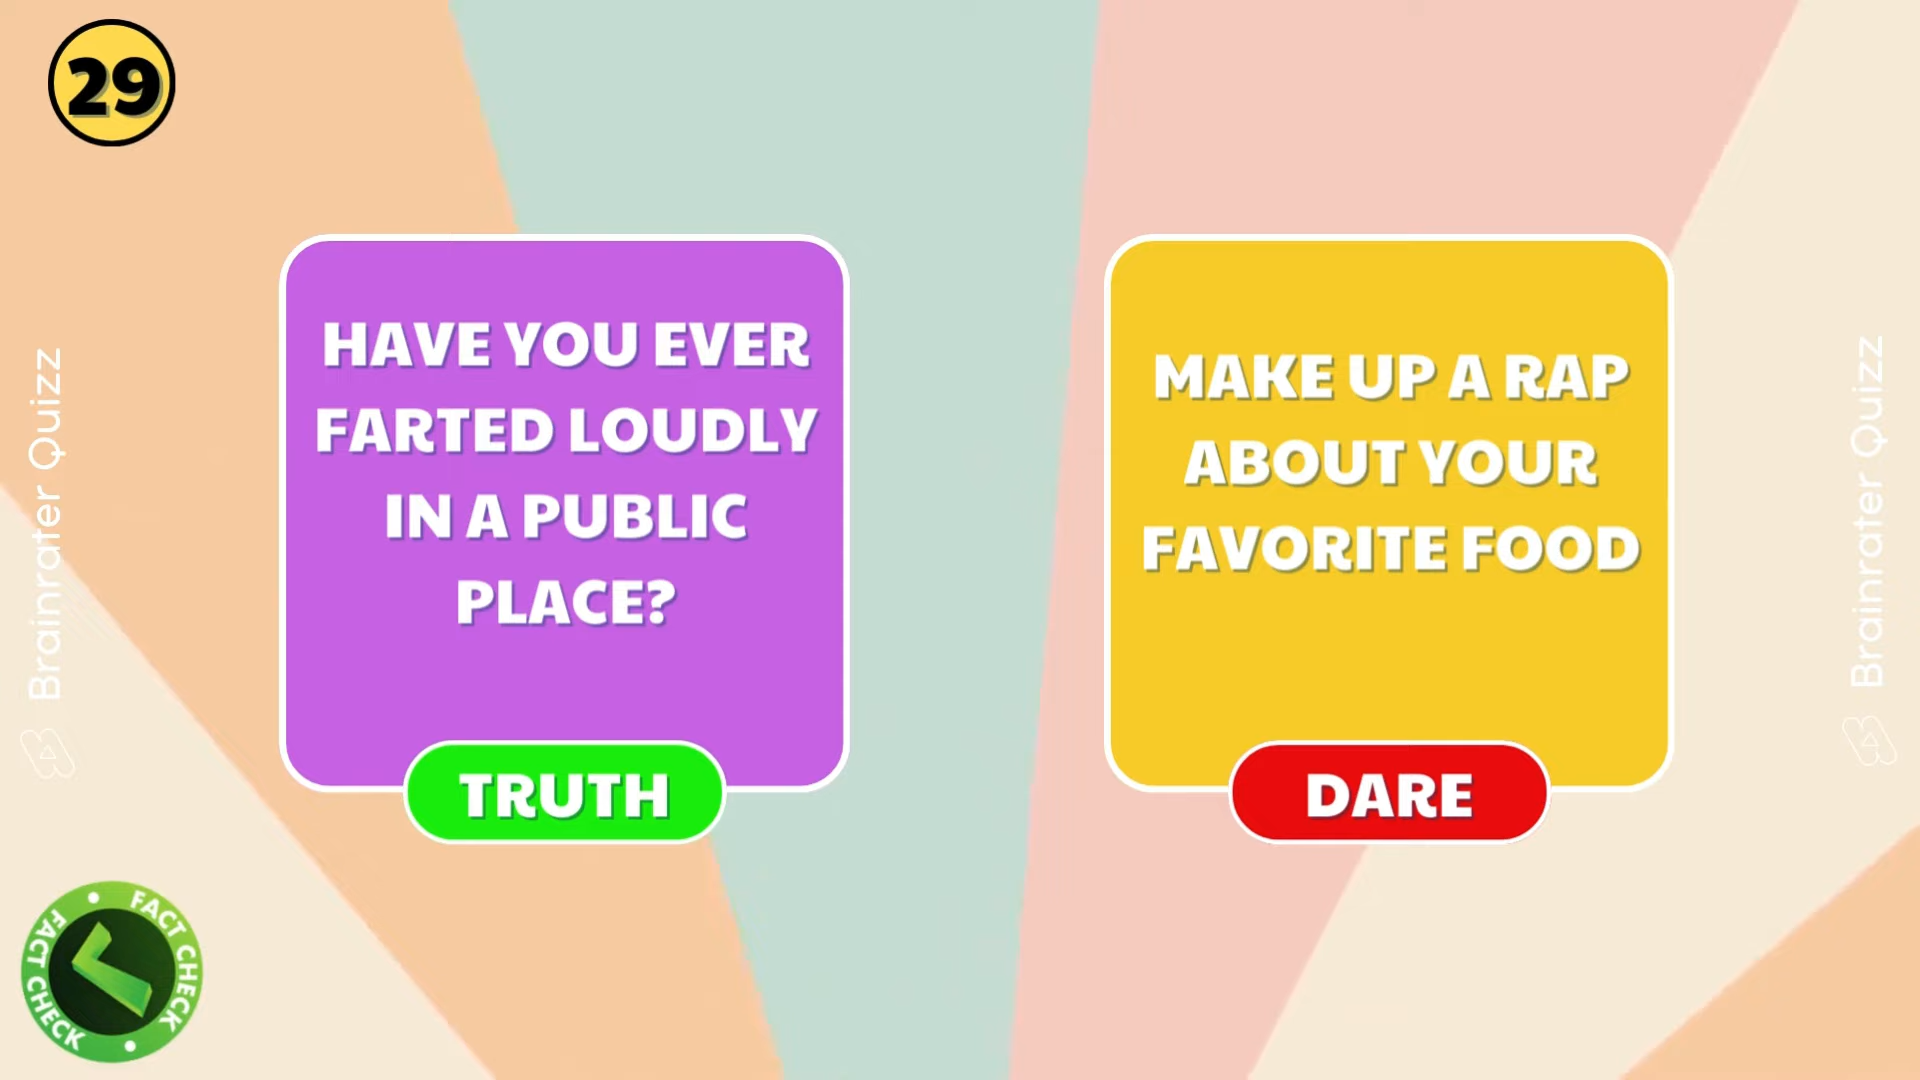 29
HAVE YOU EVER
FARTED LOUDLY
IN A PUBLIC
PLACE?
TRUTH
MAKE UP A RAP
ABOUT YOUR
FAVORITE FOOD
DARE
Brainrater Quizz
Brainrater Quizz
FACT CHECK
FACT CHECK